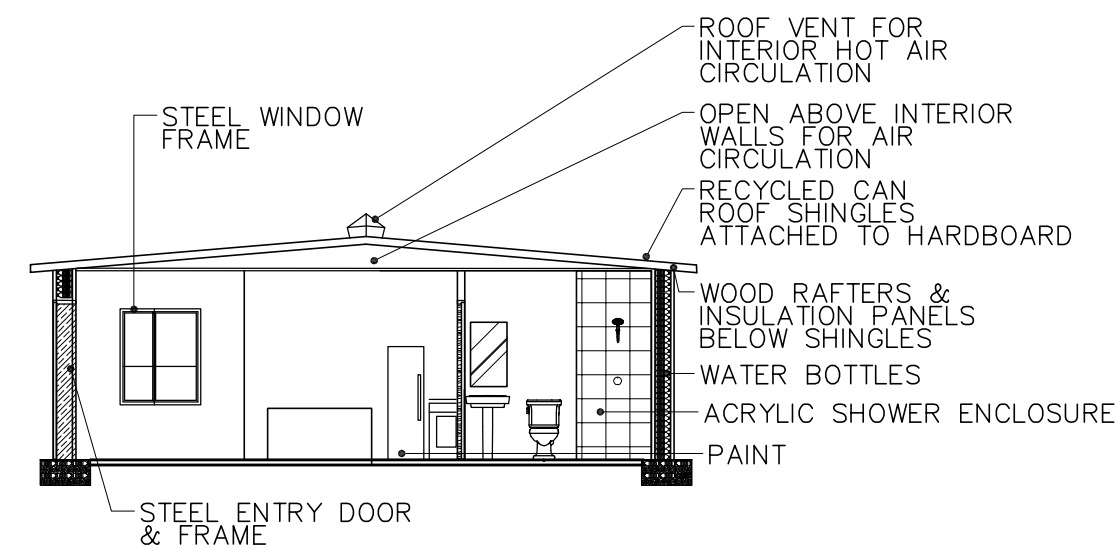 ROOF VENT FOR
INTERIOR HOT AIR
CIRCULATION
STEEL WINDOW
FRAME
OPEN ABOVE INTERIOR
WALLS FOR AIR
CIRCULATION
RECYCLED CAN
ROOF SHINGLES
ATTACHED TO HARDBOARD
WOOD RAFTERS &
INSULATION PANELS
BELOW SHINGLES
WATER BOTTLES
ACRYLIC SHOWER ENCLOSURE
PAINT
STEEL ENTRY DOOR
& FRAME